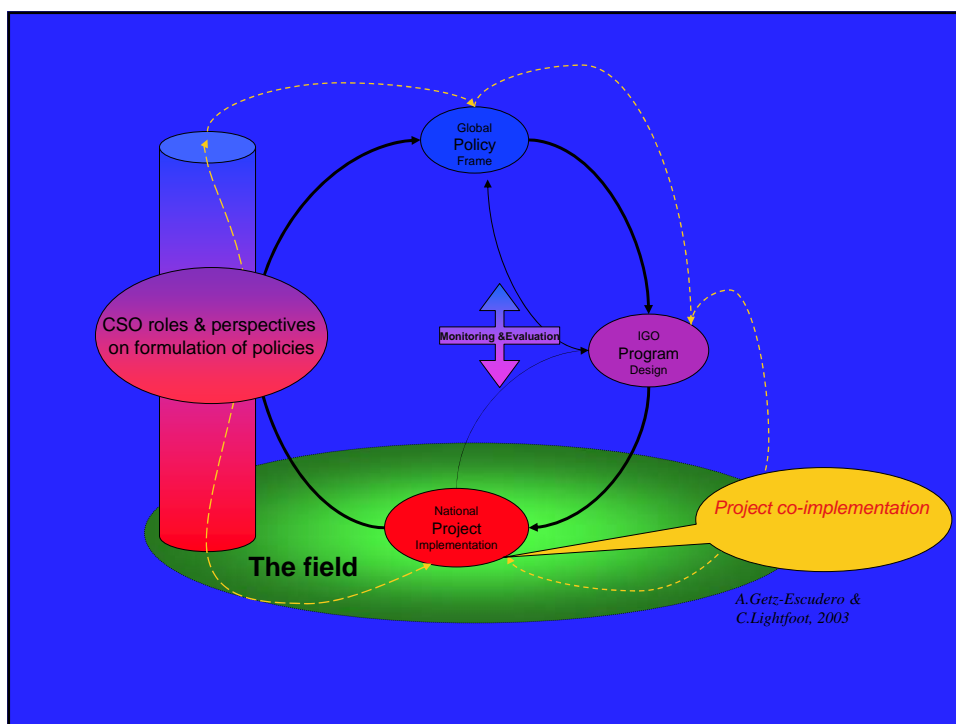 Global
Policy
Frame
CSO roles & perspectives
on formulation of policies
Monitoring &Evaluation
IGO
Program
Design
National
Project
Implementation
Project co-implementation
The field
A.Getz-Escudero &
C.Lightfoot, 2003